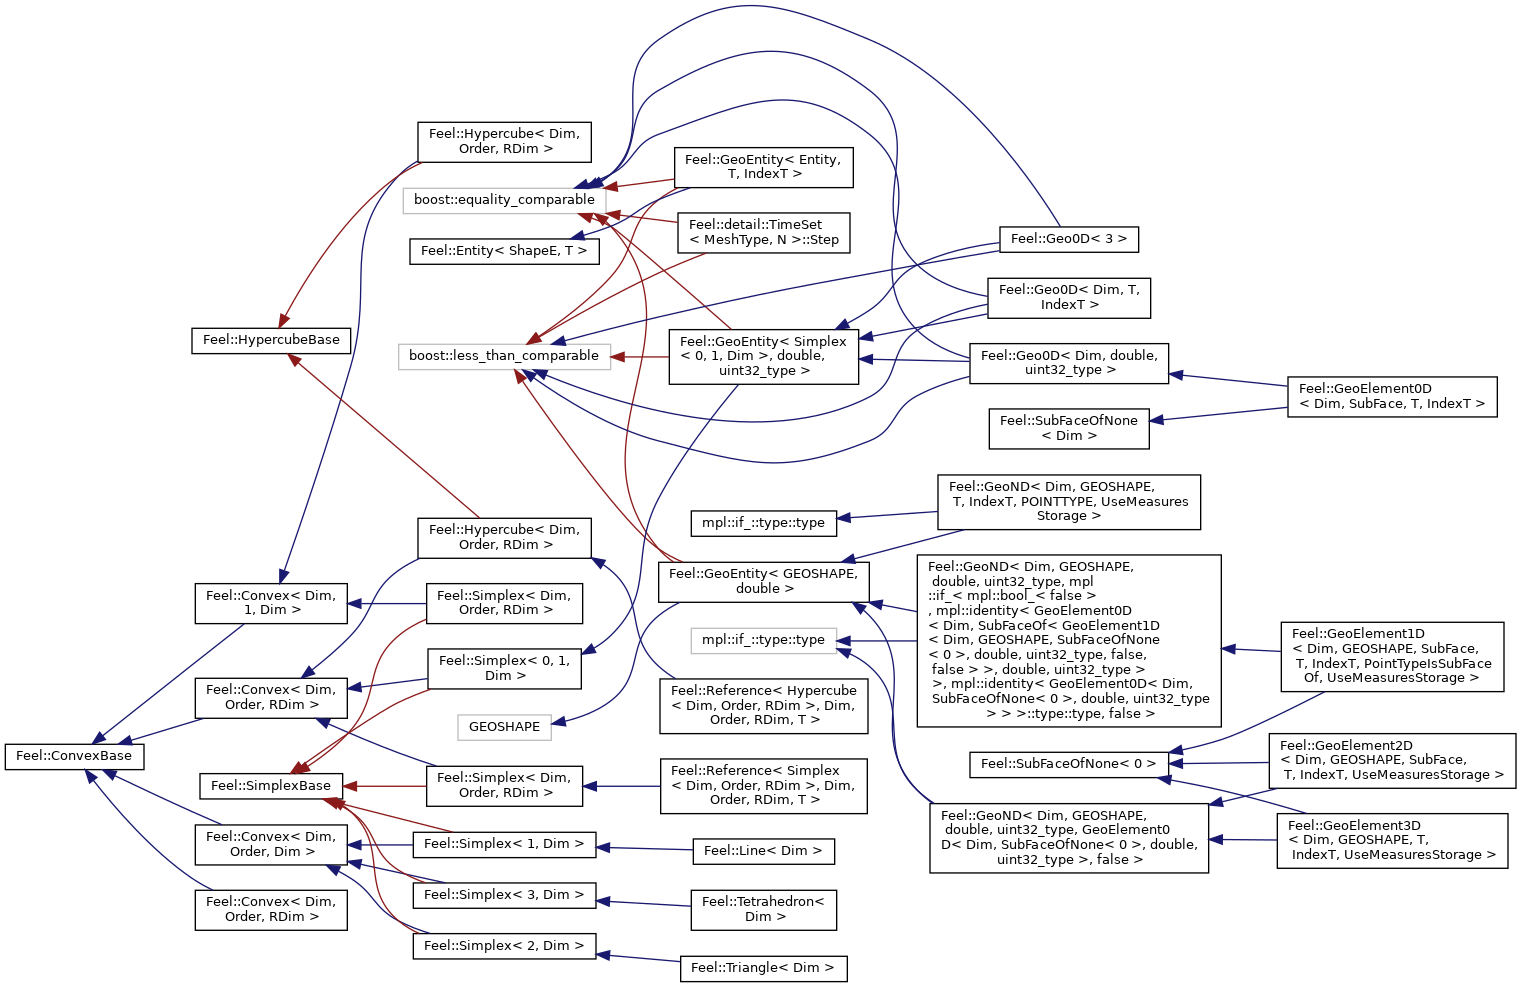 Feel::Hypercube< Dim,
Order, RDim >
boost::equality_comparable
Feel::Entity< ShapeE, T >
Feel::GeoEntity< Entity,
T, IndexT >
Feel::detail::TimeSet
< MeshType, N >::Step
Feel::Geo0D< 3 >
Feel::Geo0D< Dim, T,
IndexT >
Feel::HypercubeBase
boost::less_than_comparable
Feel::GeoEntity< Simplex
< 0, 1, Dim >, double,
uint32_type >
Feel::Geo0D< Dim, double,
uint32_type >
Feel::GeoElement0D
< Dim, SubFace, T, IndexT >
Feel::SubFaceOfNone
< Dim >
Feel::GeoND< Dim, GEOSHAPE,
T, IndexT, POINTTYPE, UseMeasures
Storage >
mpl::if_::type::type
Feel::Hypercube< Dim,
Order, RDim >
Feel::GeoEntity< GEOSHAPE,
double >
Feel::Convex< Dim,
1, Dim >
Feel::Simplex< Dim,
Order, RDim >
Feel::GeoND< Dim, GEOSHAPE,
double, uint32_type, mpl
::if_< mpl::bool_< false >
, mpl::identity< GeoElement0D
< Dim, SubFaceOf< GeoElement1D
< Dim, GEOSHAPE, SubFaceOfNone
< 0 >, double, uint32_type, false,
false > >, double, uint32_type >
>, mpl::identity< GeoElement0D< Dim,
SubFaceOfNone< 0 >, double, uint32_type
> > >::type::type, false >
mpl::if_::type::type
Feel::GeoElement1D
< Dim, GEOSHAPE, SubFace,
T, IndexT, PointTypeIsSubFace
Of, UseMeasuresStorage >
Feel::Simplex< 0, 1,
Dim >
Feel::Convex< Dim,
Order, RDim >
Feel::Reference< Hypercube
< Dim, Order, RDim >, Dim,
Order, RDim, T >
GEOSHAPE
Feel::ConvexBase
Feel::SimplexBase
Feel::Simplex< Dim,
Order, RDim >
Feel::Reference< Simplex
< Dim, Order, RDim >, Dim,
Order, RDim, T >
Feel::SubFaceOfNone< 0 >
Feel::GeoElement2D
< Dim, GEOSHAPE, SubFace,
T, IndexT, UseMeasuresStorage >
Feel::GeoND< Dim, GEOSHAPE,
double, uint32_type, GeoElement0
D< Dim, SubFaceOfNone< 0 >, double,
uint32_type >, false >
Feel::GeoElement3D
< Dim, GEOSHAPE, T,
IndexT, UseMeasuresStorage >
Feel::Convex< Dim,
Order, Dim >
Feel::Simplex< 1, Dim >
Feel::Line< Dim >
Feel::Simplex< 3, Dim >
Feel::Tetrahedron<
Dim >
Feel::Convex< Dim,
Order, RDim >
Feel::Simplex< 2, Dim >
Feel::Triangle< Dim >